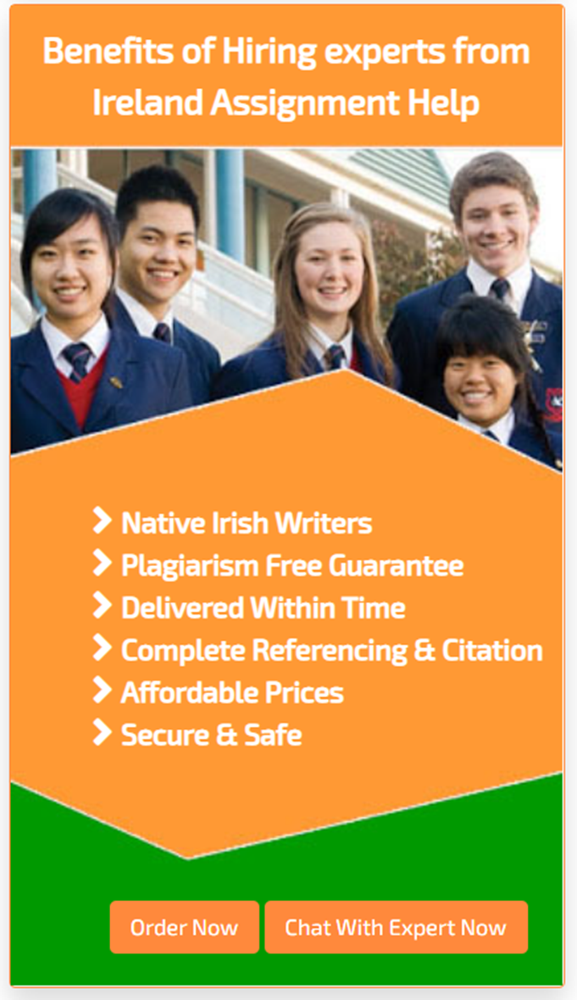 Benefits of Hiring experts from
Ireland Assignment Help
Native Irish Writers
Plagiarism Free Guarantee
Delivered Within Time
Complete Referencing & Citation
Affordable Prices
Secure & Safe
Order Now
Chat With Expert Now